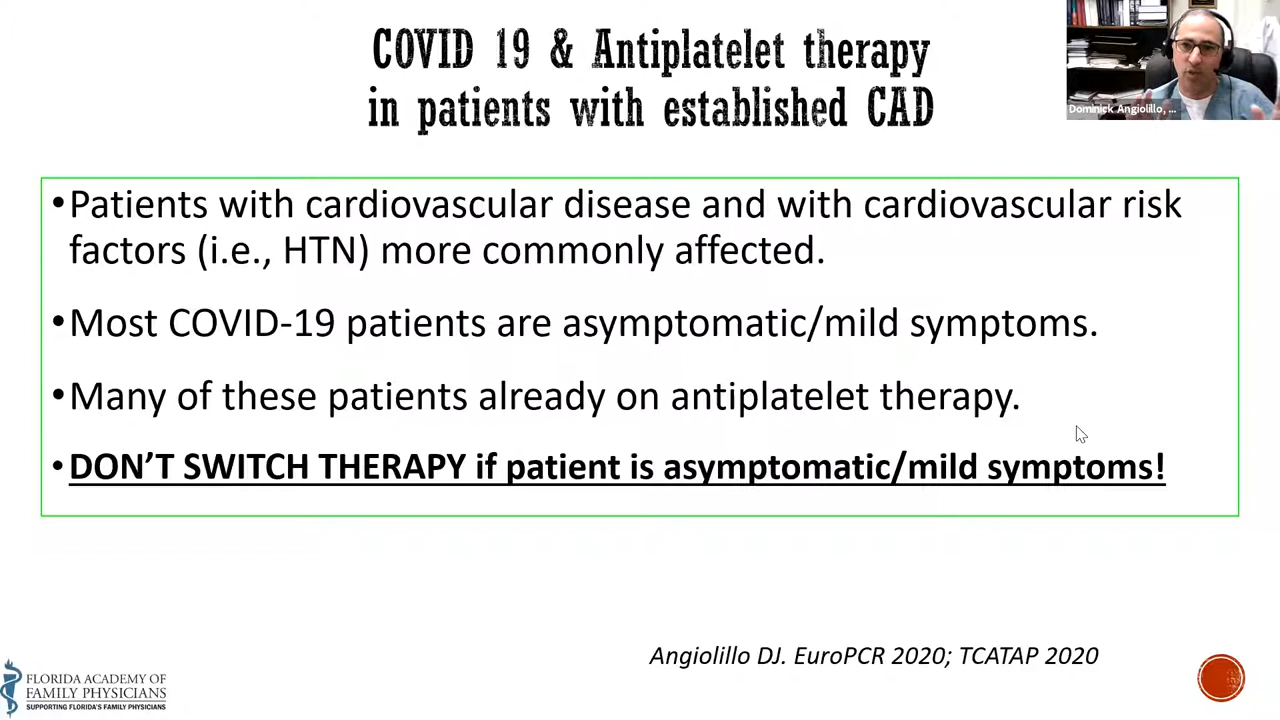 COVID 19 & Antiplatelet therapy
in patients with established CAD
Dominick Angiolillo, ...
•Patients with cardiovascular disease and with cardiovascular risk
factors (i.e., HTN) more commonly affected.
•Most COVID-19 patients are asymptomatic/mild symptoms.
•Many of these patients already on antiplatelet therapy.
•DON’T SWITCH THERAPY if patient is asymptomatic/mild symptoms!
Angiolillo DJ. EuroPCR 2020; TCATAP 2020
FLORIDA ACADEMY OF
FAMILY PHYSICIANS
SUPPORTING FLORIDA'S FAMILY PHYSICIANS